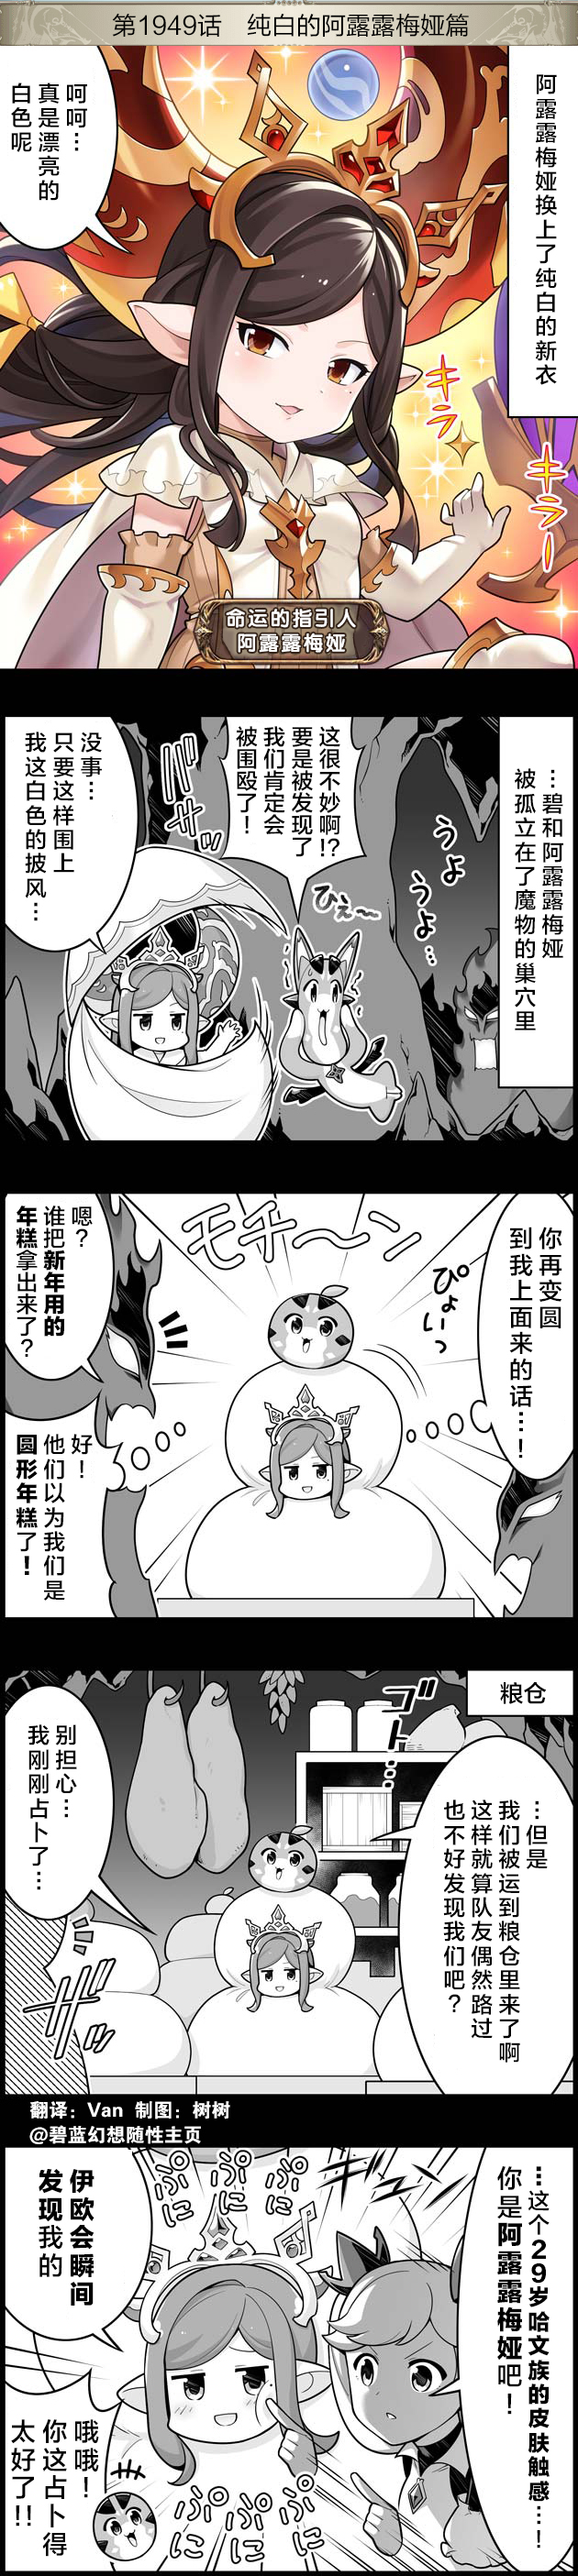 第1949话　纯白的阿露露梅娅篇
阿露露梅娅换上了纯白的新衣
呵呵…
真是漂亮的
白色呢
キラ
キラー
命运的指引人
阿露露梅娅
…碧和阿露露梅娅
被孤立在了魔物的巢穴里
うよ
うよ…
这很不妙啊!?
要是被发现了
我们肯定会
被围殴了！
ひぇ～
没事…
只要这样围上
我这白色的披风…
你再变圆
到我上面来的话…！
ぴょいっ
モチ～ン
嗯？
谁把新年用的
年糕拿出来了？
好！
他们以为我们是
圆形年糕了！
粮仓
ゴト…
…但是
我们被运到粮仓里来了啊
这样就算队友偶然路过
也不好发现我们吧？
别担心…
我刚刚占卜了…
翻译：Van 制图：树树
@碧蓝幻想随性主页
…这个29岁哈文族的皮肤触感…！
你是阿露露梅娅吧！
ぷに
ぷに
ぷに
伊欧会瞬间
发现我的
ぷに
ぷに
ぷに
哦哦！
你这占卜得
太好了!!